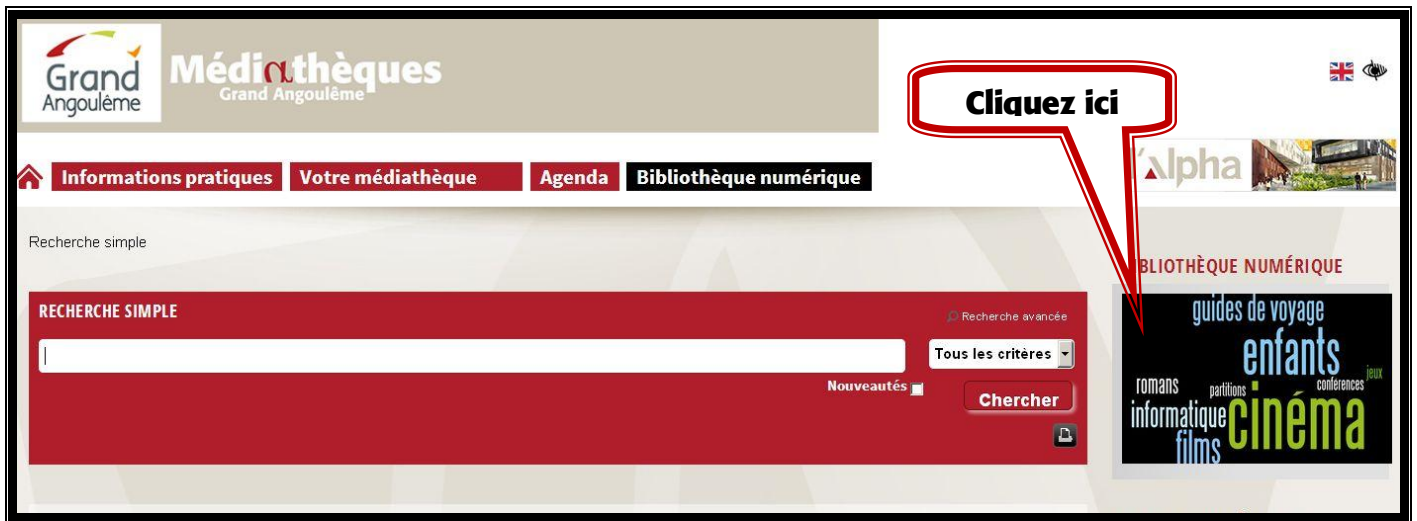 Grand
Angoulême
Médiathèques
Grand Angoulême
Cliquez ici
Informations pratiques
Votre médiathèque
Agenda
Bibliothèque numérique
'Alpha
Recherche simple
BLIOTHÈQUE NUMÉRIQUE
RECHERCHE SIMPLE
Recherche avancée
Tous les critères
Nouveautés
Chercher
guides de voyage
enfants
jeux
romans
partitions
conférences
informatique
cinéma
films